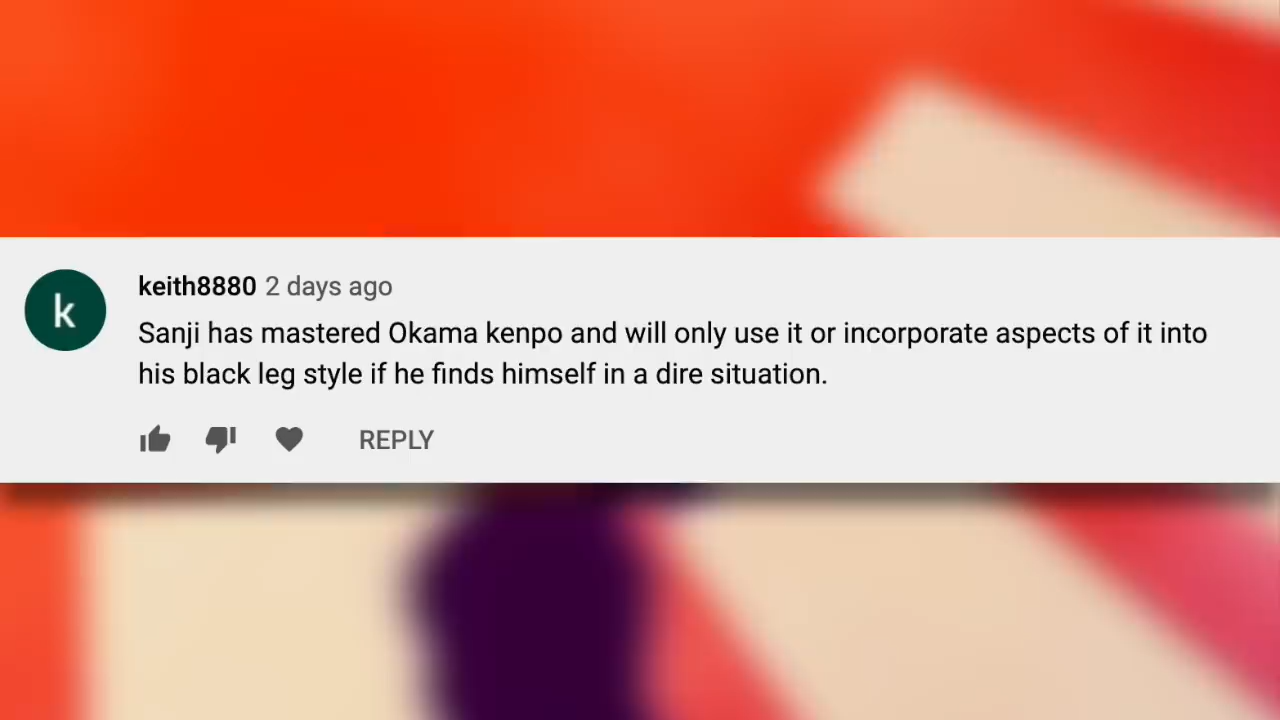 k
keith8880 2 days ago
Sanji has mastered Okama kenpo and will only use it or incorporate aspects of it into
his black leg style if he finds himself in a dire situation.
REPLY